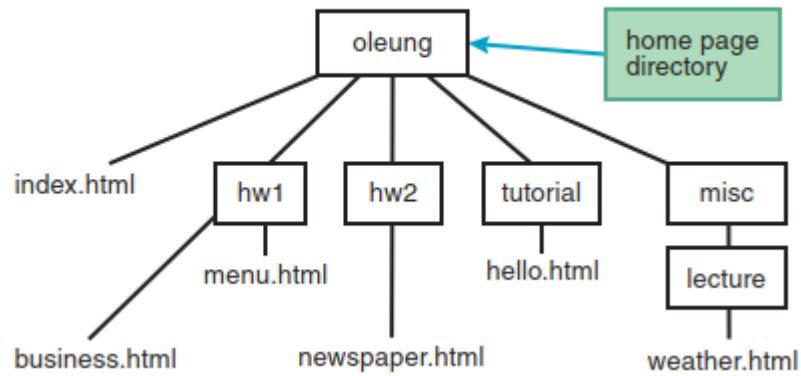 oleung
home page
directory
index.html
hw1
hw2
tutorial
misc
menu.html
hello.html
lecture
business.html
newspaper.html
weather.html